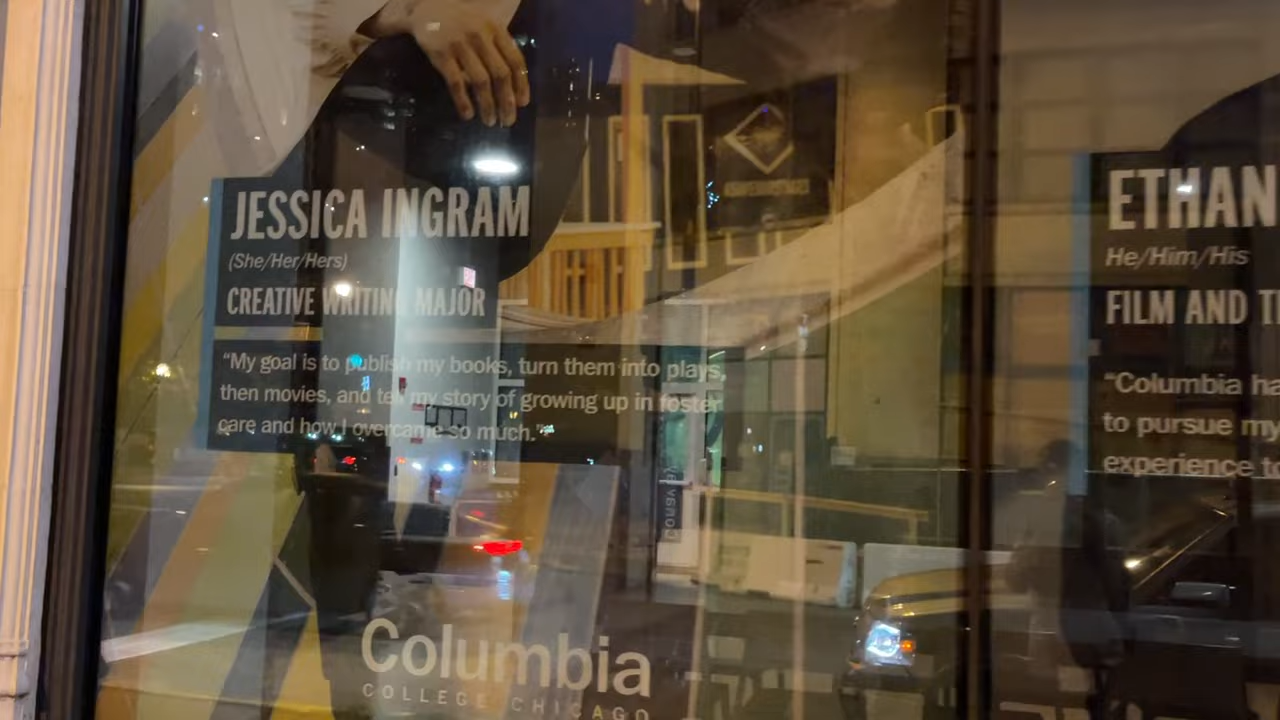 JESSICA INGRAM
(She/Her/Hers)
CREATIVE WRITING MAJOR
“My goal is to publish my books, turn them into plays,
then movies, and tell my story of growing up in foster
care and how I overcame so much.”
Columbia
COLLEGE CHICAGO
ETHAN
He/Him/His
FILM AND
“Columbia
to pursue my
experience